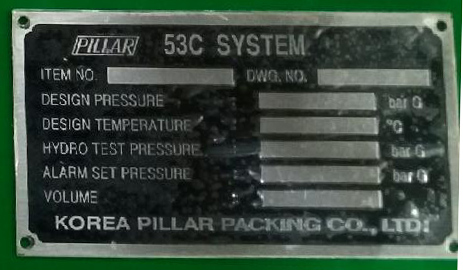 PILLAR 53C SYSTEM
ITEM NO. DWG. NO.
DESIGN PRESSURE bar G
DESIGN TEMPERATURE °C
HYDRO TEST PRESSURE bar G
ALARM SET PRESSURE bar G
VOLUME
KOREA PILLAR PACKING CO., LTD.